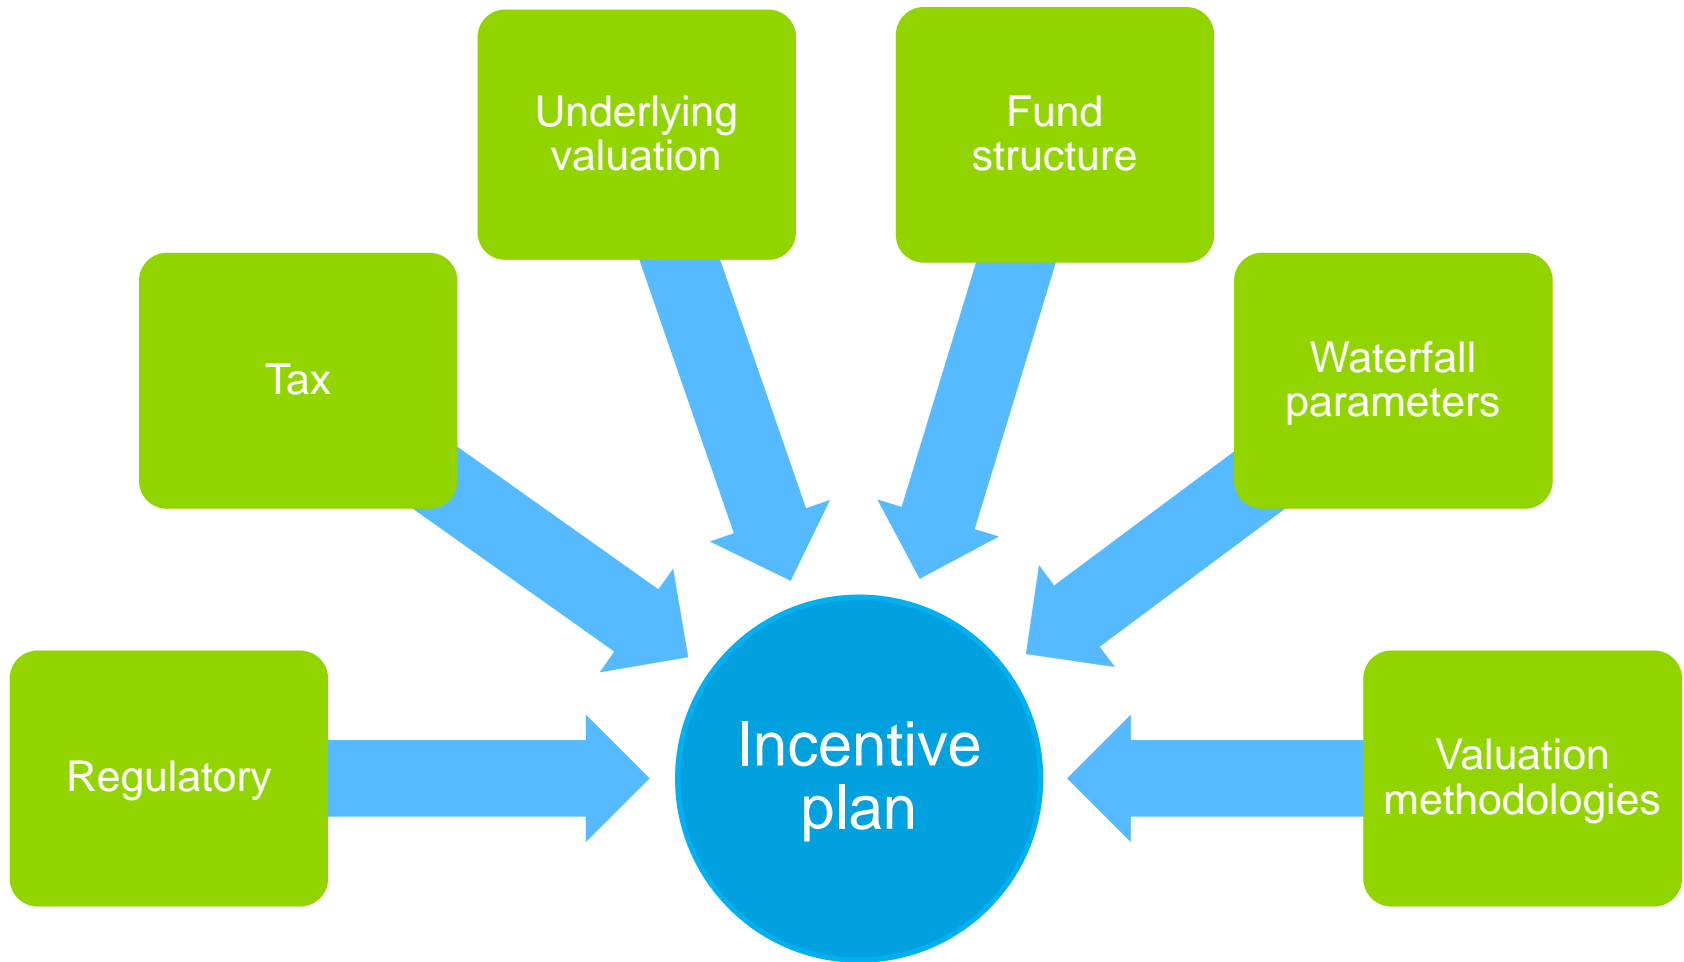 Underlying
valuation
Fund
structure
Tax
Waterfall
parameters
Regulatory
Incentive
plan
Valuation
methodologies